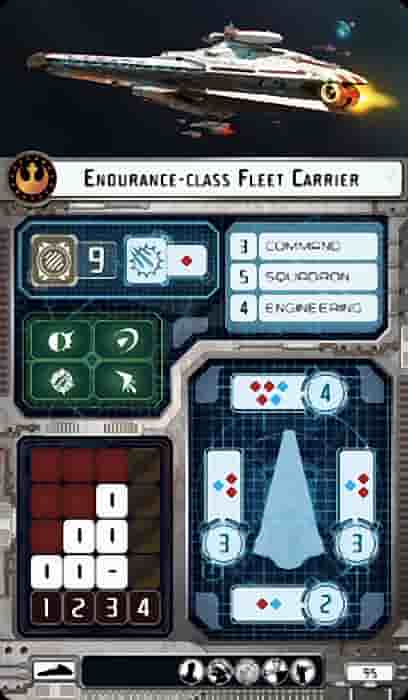 ENDURANCE-CLASS FLEET CARRIER
9
3 COMMAND
5 SQUADRON
4 ENGINEERING
4
3 3
2
I
I I
I I -
1 2 3 4
95